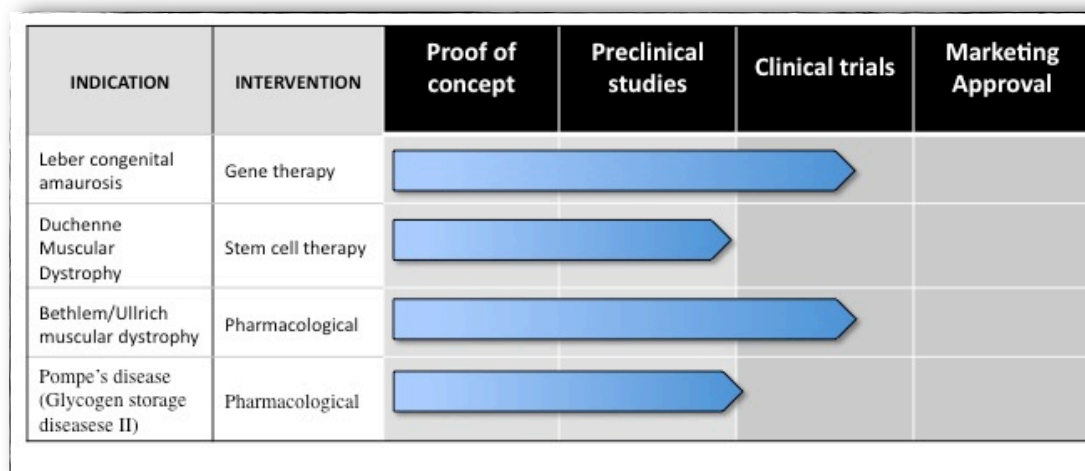 INDICATION
INTERVENTION
Proof of
concept
Preclinical
studies
Clinical trials
Marketing
Approval
Leber congenital
amaurosis
Gene therapy
Duchenne
Muscular
Dystrophy
Stem cell therapy
Bethlem/Ullrich
muscular dystrophy
Pharmacological
Pompe's disease
(Glycogen storage
diseasese II)
Pharmacological